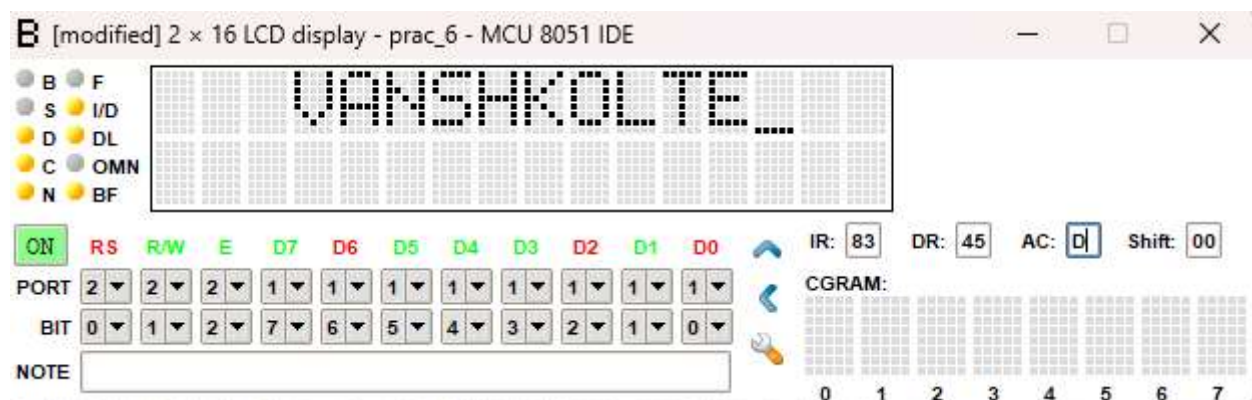 B [modified] 2 × 16 LCD display - prac_6 - MCU 8051 IDE
B F
S I/D
D DL
C OMN
N BF
VANSHKOLTE_
ON RS R/W E D7 D6 D5 D4 D3 D2 D1 D0
IR: 83 DR: 45 AC: D Shift: 00
PORT 2 2 2 1 1 1 1 1 1 1 1
BIT 0 1 2 7 6 5 4 3 2 1 0
NOTE
CGRAM:
0 1 2 3 4 5 6 7